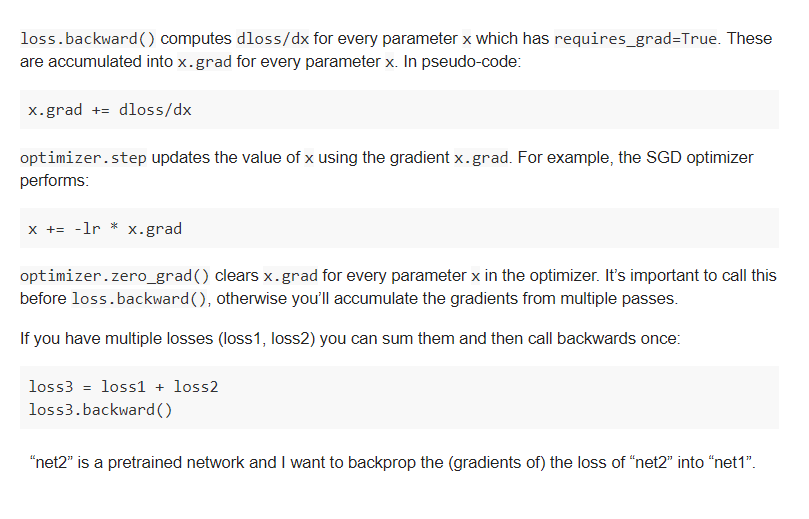 loss.backward() computes dloss/dx for every parameter x which has requires_grad=True. These
are accumulated into x.grad for every parameter x. In pseudo-code:
x.grad += dloss/dx
optimizer.step updates the value of x using the gradient x.grad. For example, the SGD optimizer
performs:
x += -lr * x.grad
optimizer.zero_grad() clears x.grad for every parameter x in the optimizer. It’s important to call this
before loss.backward(), otherwise you’ll accumulate the gradients from multiple passes.
If you have multiple losses (loss1, loss2) you can sum them and then call backwards once:
loss3 = loss1 + loss2
loss3.backward()
“net2” is a pretrained network and I want to backprop the (gradients of) the loss of “net2” into “net1”.